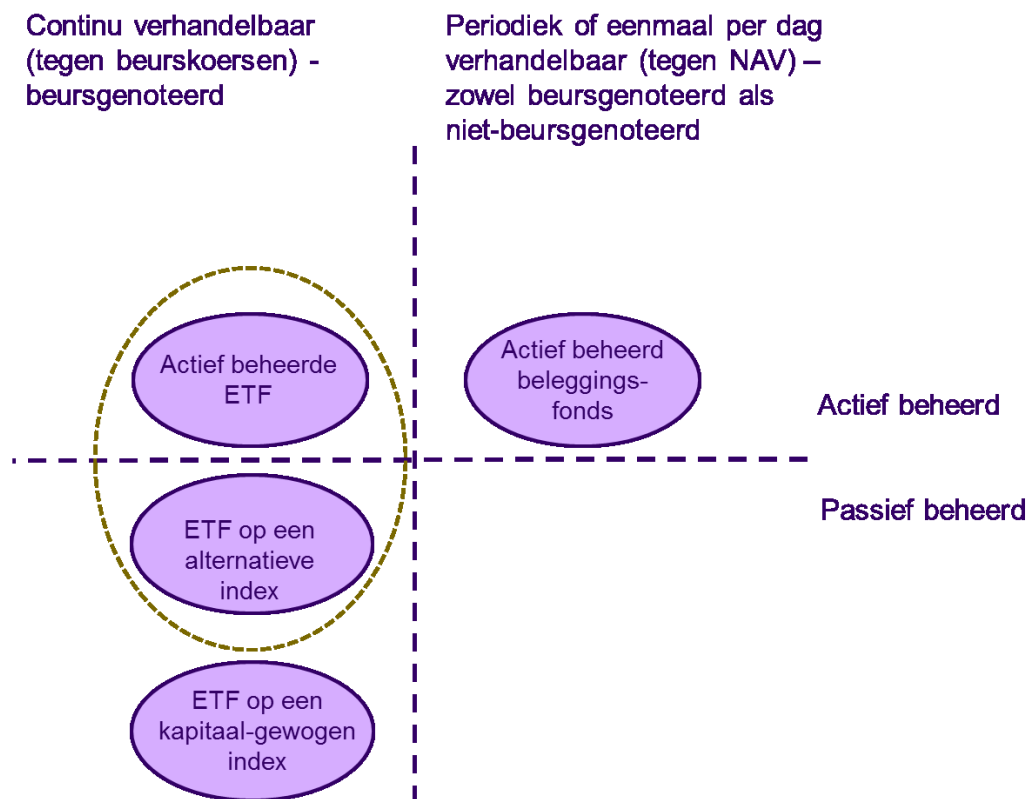 Continu verhandelbaar
(tegen beurskoersen) -
beursgenoteerd
Periodiek of eenmaal per dag
verhandelbaar (tegen NAV) –
zowel beursgenoteerd als
niet-beursgenoteerd
Actief beheerde
ETF
Actief beheerd
beleggings-
fonds
Actief beheerd
Passief beheerd
ETF op een
alternatieve
index
ETF op een
kapitaal-gewogen
index